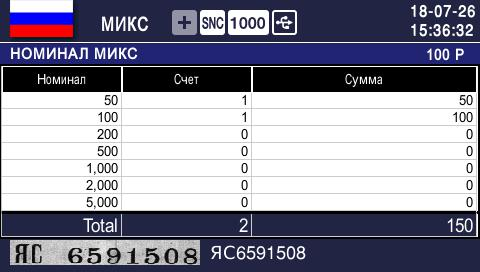 МИКС + SNC 1000 18-07-26
15:36:32
НОМИНАЛ МИКС 100 Р
Номинал Счет Сумма
50 1 50
100 1 100
200 0 0
500 0 0
1,000 0 0
2,000 0 0
5,000 0 0
Total 2 150
ЯС 6591508 ЯС6591508